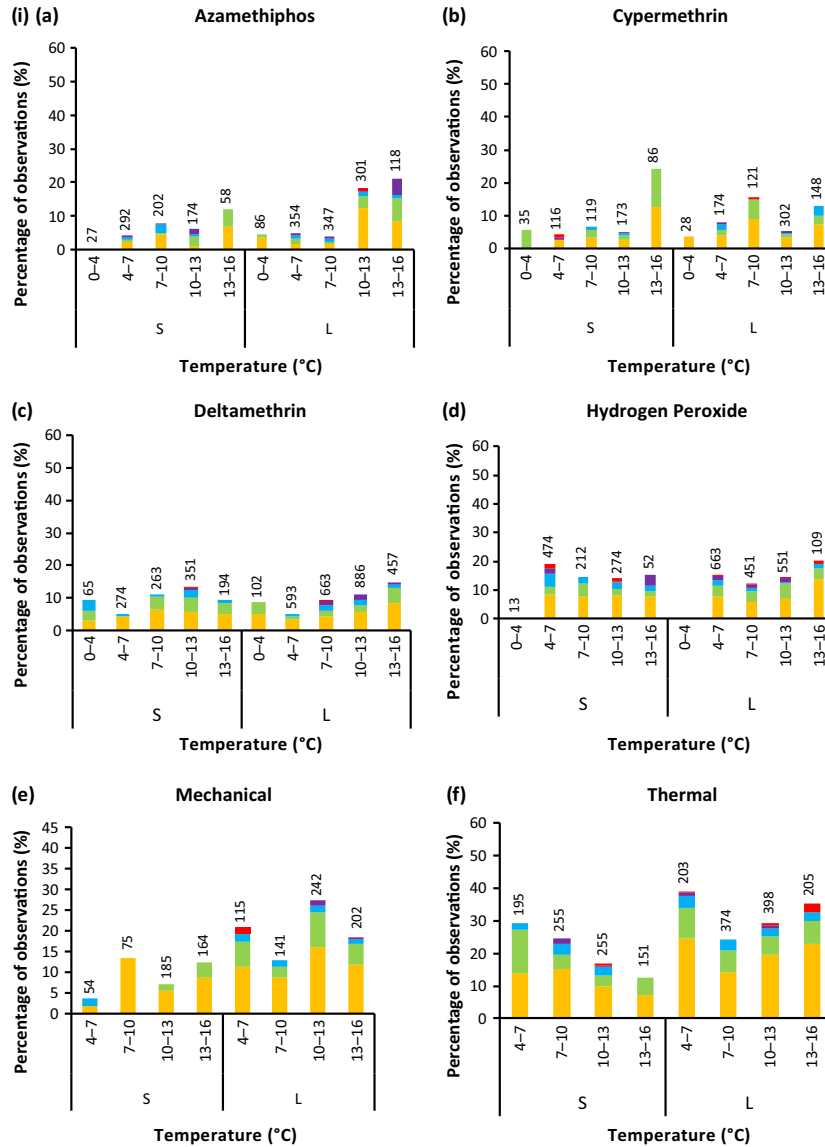 (i) (a) Azamethiphos
Percentage of observations (%)
60
50
40
30
20
10
0
27 292 202 174 58 86 354 347 301 118
0–4 4–7 7–10 10–13 13–16 0–4 4–7 7–10 10–13 13–16
S L
Temperature (°C)
(b) Cypermethrin
Percentage of observations (%)
60
50
40
30
20
10
0
35 116 119 173 86 28 174 121 302 148
0–4 4–7 7–10 10–13 13–16 0–4 4–7 7–10 10–13 13–16
S L
Temperature (°C)
(c) Deltamethrin
Percentage of observations (%)
60
50
40
30
20
10
0
65 274 263 351 194 102 593 663 886 457
0–4 4–7 7–10 10–13 13–16 0–4 4–7 7–10 10–13 13–16
S L
Temperature (°C)
(d) Hydrogen Peroxide
Percentage of observations (%)
60
50
40
30
20
10
0
13 474 212 274 52 663 451 551 109
0–4 4–7 7–10 10–13 13–16 0–4 4–7 7–10 10–13 13–16
S L
Temperature (°C)
(e) Mechanical
Percentage of observations (%)
45
40
35
30
25
20
15
10
5
0
54 75 185 164 115 141 242 202
4–7 7–10 10–13 13–16 4–7 7–10 10–13 13–16
S L
Temperature (°C)
(f) Thermal
Percentage of observations (%)
60
50
40
30
20
10
0
195 255 255 151 203 374 398 205
4–7 7–10 10–13 13–16 4–7 7–10 10–13 13–16
S L
Temperature (°C)